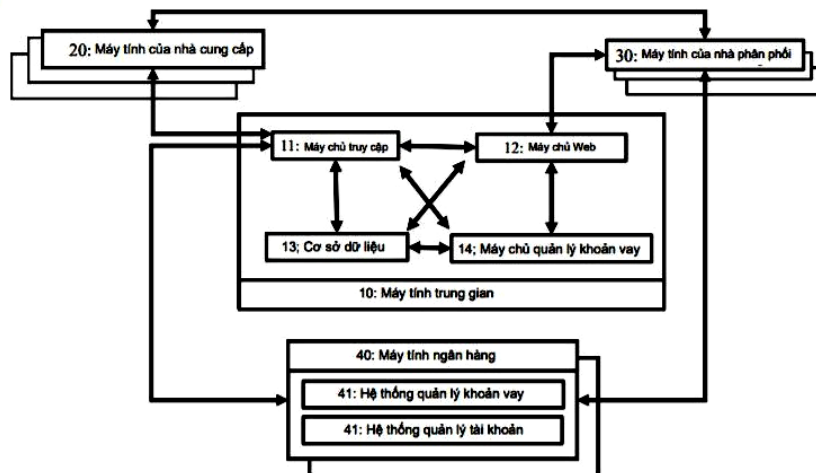 20: Máy tính của nhà cung cấp
30: Máy tính của nhà phân phối
11: Máy chủ truy cập
12: Máy chủ Web
13; Cơ sở dữ liệu
14; Máy chủ quản lý khoản vay
10: Máy tính trung gian
40: Máy tính ngân hàng
41: Hệ thống quản lý khoản vay
41: Hệ thống quản lý tài khoản